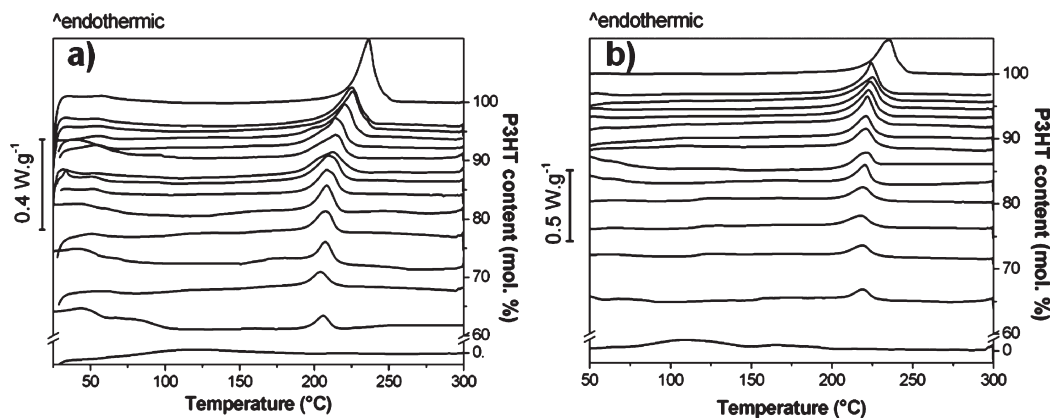 ^endothermic
a)
0.4 W.g⁻¹
100
90
80
70
60
0.
P3HT content (mol. %)
50 100 150 200 250 300
Temperature (°C)
^endothermic
b)
0.5 W.g⁻¹
100
90
80
70
60
0
P3HT content (mol. %)
50 100 150 200 250 300
Temperature (°C)